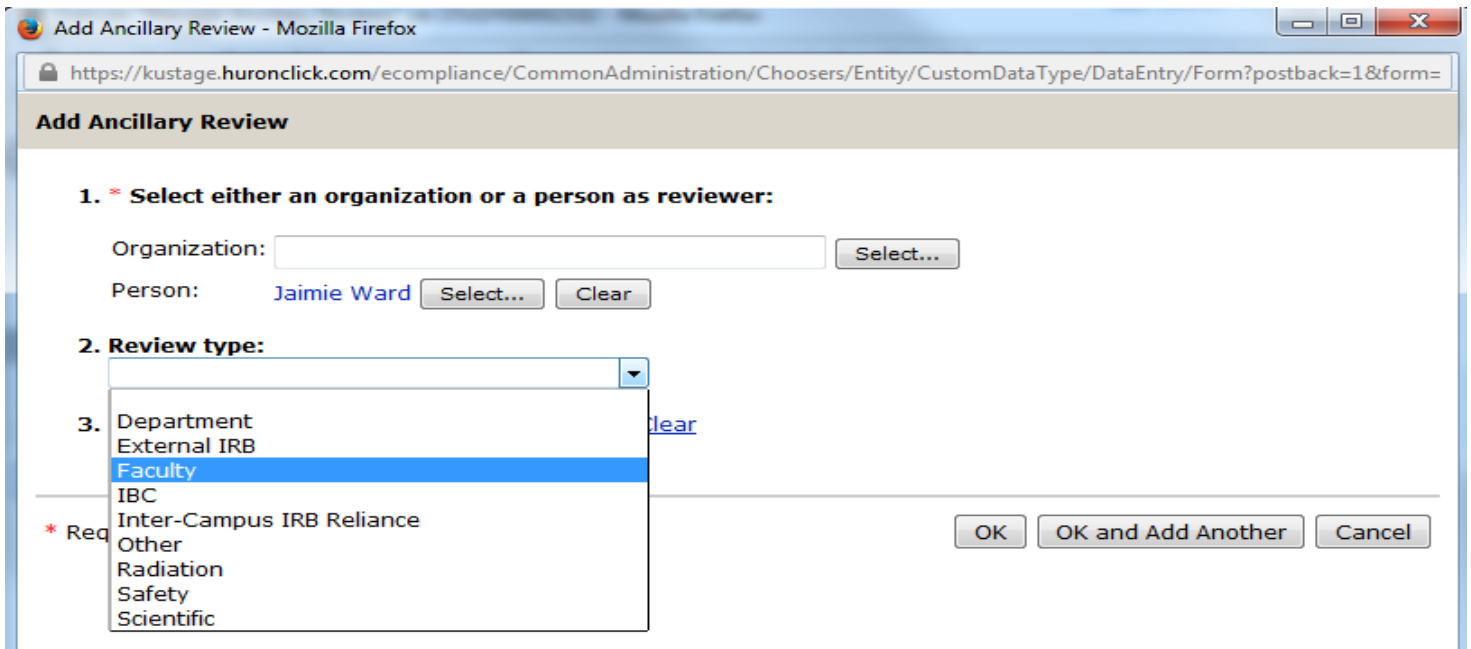 Add Ancillary Review - Mozilla Firefox
https://kustage.huronclick.com/ecompliance/CommonAdministration/Choosers/Entity/CustomDataType/DataEntry/Form?postback=1&form=
Add Ancillary Review
1. * Select either an organization or a person as reviewer:
Organization: Select...
Person: Jaimie Ward Select... Clear
2. Review type:
3. Clear
Department
External IRB
Faculty
IBC
Inter-Campus IRB Reliance
Other
Radiation
Safety
Scientific
* Req
OK OK and Add Another Cancel